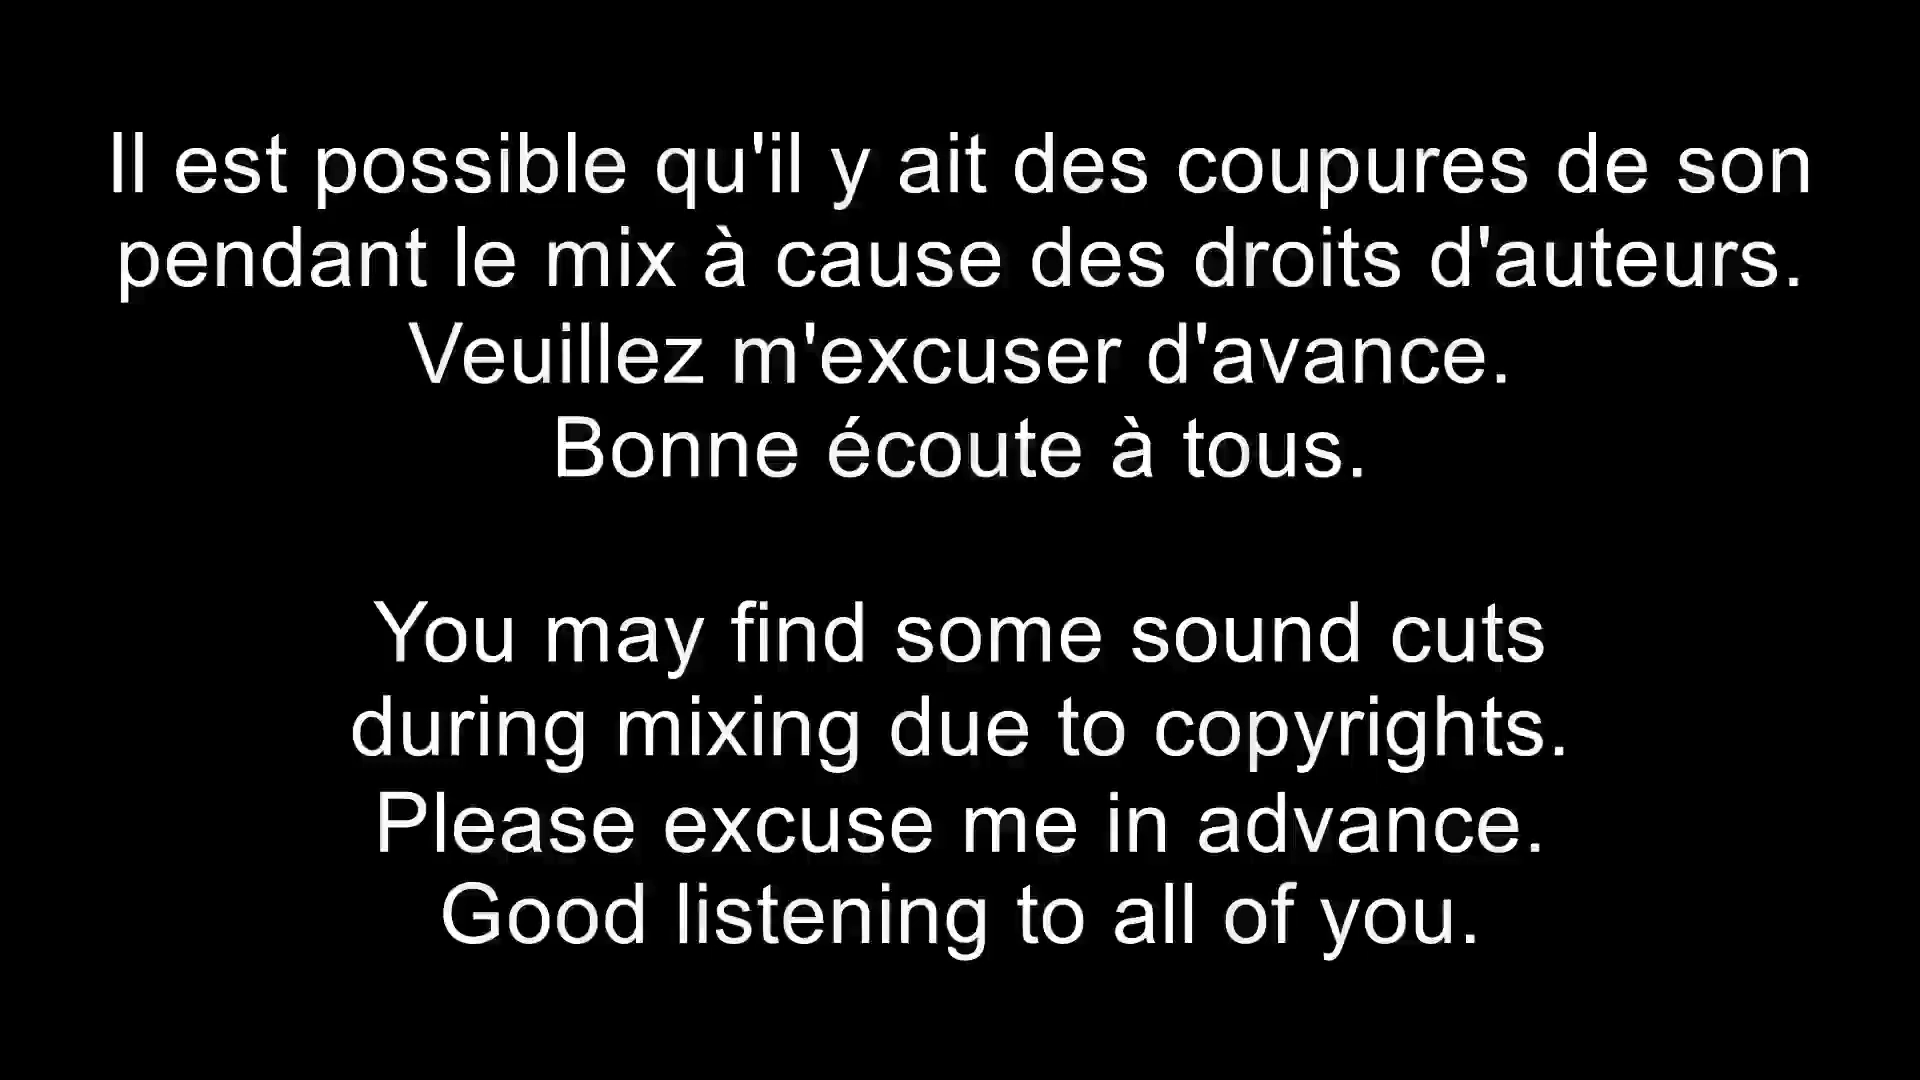 Il est possible qu'il y ait des coupures de son
pendant le mix à cause des droits d'auteurs.
Veuillez m'excuser d'avance.
Bonne écoute à tous.
You may find some sound cuts
during mixing due to copyrights.
Please excuse me in advance.
Good listening to all of you.